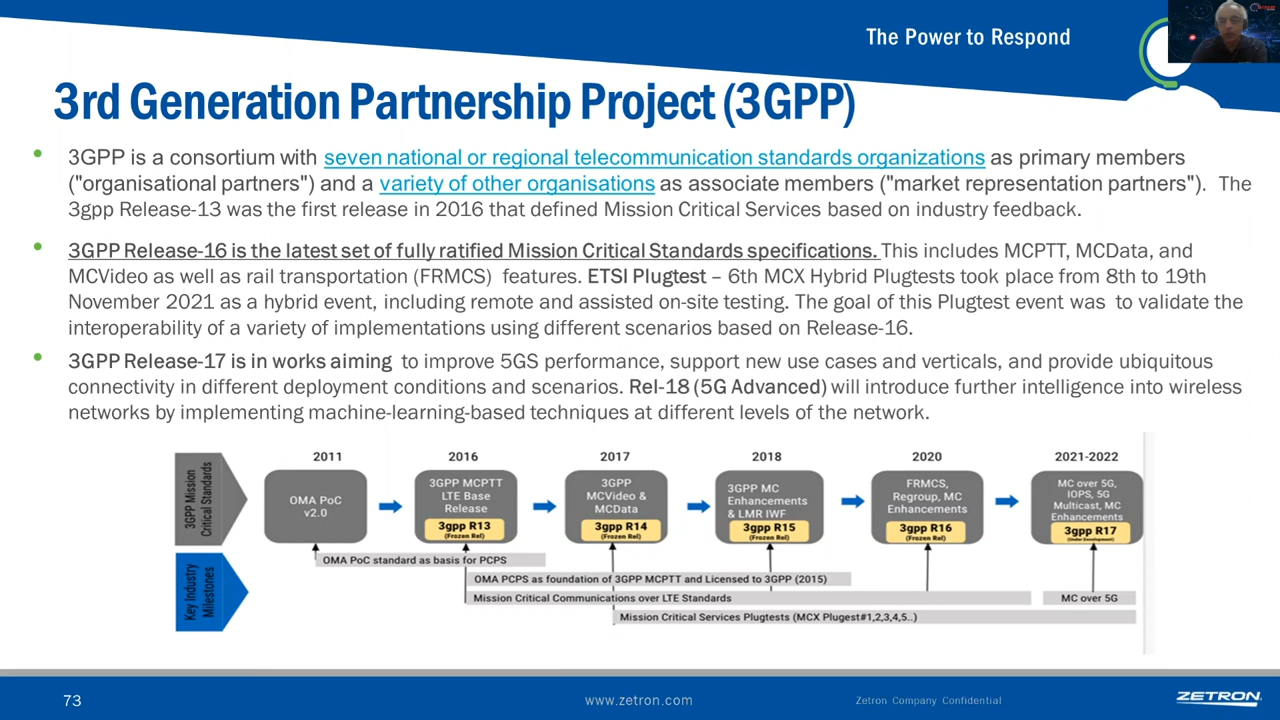 The Power to Respond
3rd Generation Partnership Project (3GPP)
• 3GPP is a consortium with seven national or regional telecommunication standards organizations as primary members
("organisational partners") and a variety of other organisations as associate members ("market representation partners"). The
3gpp Release-13 was the first release in 2016 that defined Mission Critical Services based on industry feedback.
• 3GPP Release-16 is the latest set of fully ratified Mission Critical Standards specifications. This includes MCPTT, MCData, and
MCVideo as well as rail transportation (FRMCS) features. ETSI Plugtest – 6th MCX Hybrid Plugtests took place from 8th to 19th
November 2021 as a hybrid event, including remote and assisted on-site testing. The goal of this Plugtest event was to validate the
interoperability of a variety of implementations using different scenarios based on Release-16.
• 3GPP Release-17 is in works aiming to improve 5GS performance, support new use cases and verticals, and provide ubiquitous
connectivity in different deployment conditions and scenarios. Rel-18 (5G Advanced) will introduce further intelligence into wireless
networks by implementing machine-learning-based techniques at different levels of the network.
3GPP Mission
Critical Standards
2011
OMA PoC
v2.0
2016
3GPP MCPTT
LTE Base
Release
3gpp R13
(Frozen Rel)
2017
3GPP
MCVideo &
MCData
3gpp R14
(Frozen Rel)
2018
3GPP MC
Enhancements
& LMR IWF
3gpp R15
(Frozen Rel)
2020
FRMCS,
Regroup, MC
Enhancements
3gpp R16
(Frozen Rel)
2021-2022
MC over 5G,
IOPS, 5G
Multicast, MC
Enhancements
3gpp R17
(Under Development)
Key Industry
Milestones
OMA PoC standard as basis for PCPS
OMA PCPS as foundation of 3GPP MCPTT and Licensed to 3GPP (2015)
Mission Critical Communications over LTE Standards
MC over 5G
Mission Critical Services Plugtests (MCX Plugest#1,2,3,4,5..)
73
www.zetron.com
Zetron Company Confidential
ZETRON